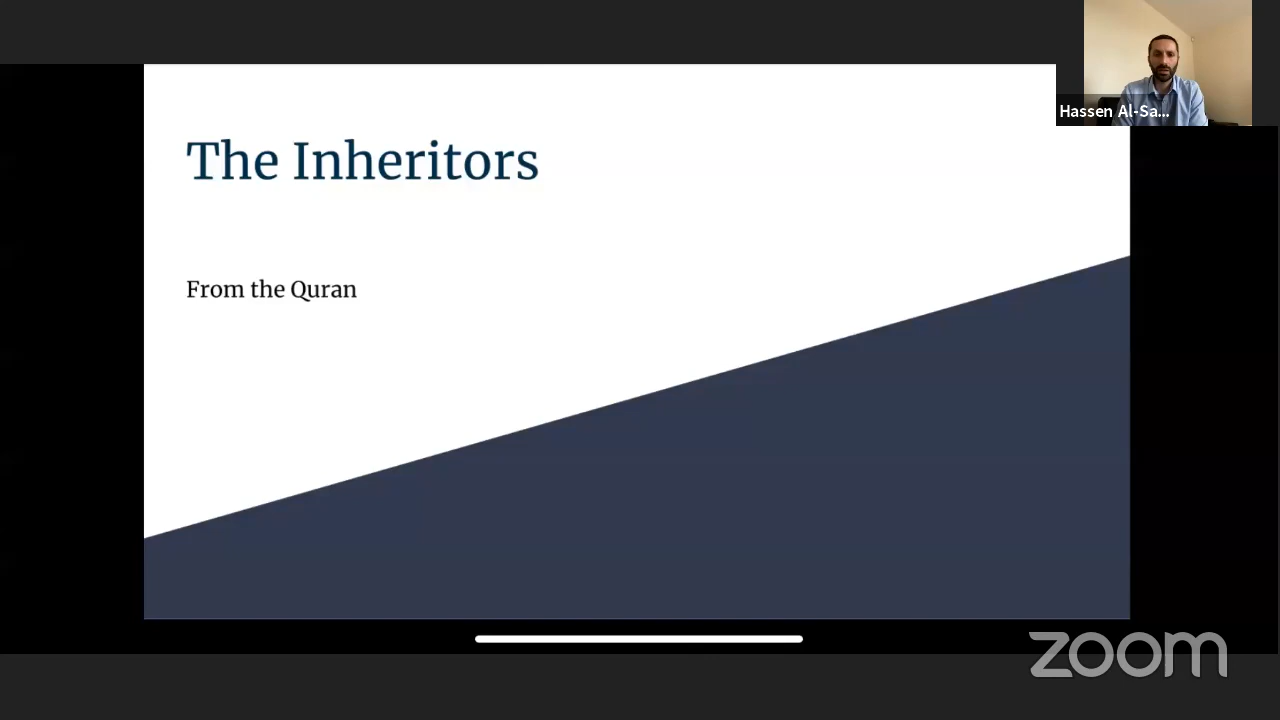 The Inheritors
From the Quran
Hassen Al-Sa...
zoom